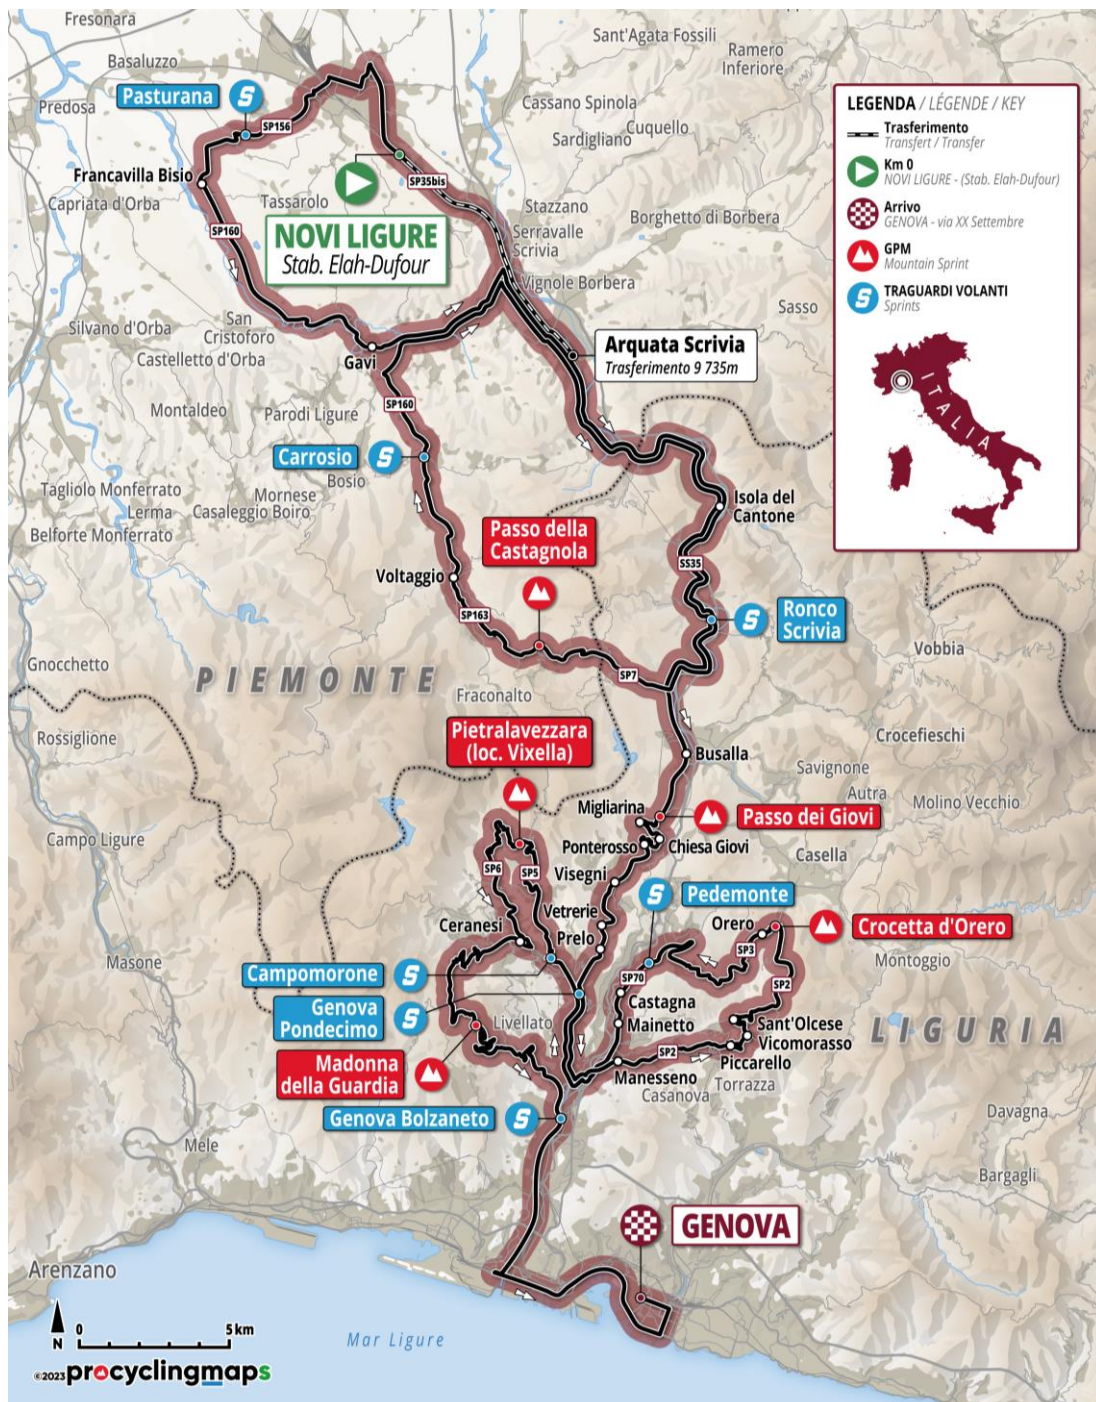 Fresonara
Basaluzzo
Predosa
Pasturana
SP156
Sant'Agata Fossili
Ramero
Inferiore
Cassano Spinola
Cuquello
Sardigliano
LEGENDA / LÉGENDE / KEY
Trasferimento
Transfert / Transfer
Km 0
NOVI LIGURE - (Stab. Elah-Dufour)
Arrivo
GENOVA - via XX Settembre
GPM
Mountain Sprint
TRAGUARDI VOLANTI
Sprints
ITALIA
Francavilla Bisio
Capriata d'Orba
Tassarolo
SP35bis
SP160
NOVI LIGURE
Stab. Elah-Dufour
Stazzano
Borghetto di Borbera
Serravalle
Scrivia
Vignole Borbera
Sasso
Silvano d'Orba
San
Cristoforo
Castelletto d'Orba
Gavi
Arquata Scrivia
Trasferimento 9 735m
Montaldeo
Parodi Ligure
SP160
Carrosio
Bosio
Tagliolo Monferrato
Mornese
Lerma
Casaleggio Boiro
Belforte Monferrato
Isola del
Cantone
Passo della
Castagnola
SS35
Voltaggio
SP163
Ronco
Scrivia
Gnocchetto
PIEMONTE
SP7
Vobbia
Fraconalto
Rossiglione
Pietralavezzara
(loc. Vixella)
Busalla
Crocefieschi
Savignone
Autra
Molino Vecchio
Migliarina
Passo dei Giovi
Campo Ligure
Ponterosso
Chiesa Giovi
Casella
SP6
SP5
Visegni
Pedemonte
Vetrerie
Ceranesi
Prelo
Orero
Crocetta d'Orero
SP3
Masone
Montoggio
Campomorone
SP70
SP2
Genova
Pondecimo
Castagna
Livellato
Mainetto
Sant'Olcese
Vicomorasso
LIGURIA
Madonna
della Guardia
SP2
Piccarello
Manesseno
Torrazza
Casanova
Genova Bolzaneto
Davagna
Mele
Bargagli
GENOVA
Arenzano
N
0
5 km
Mar Ligure
©2023 procyclingmaps